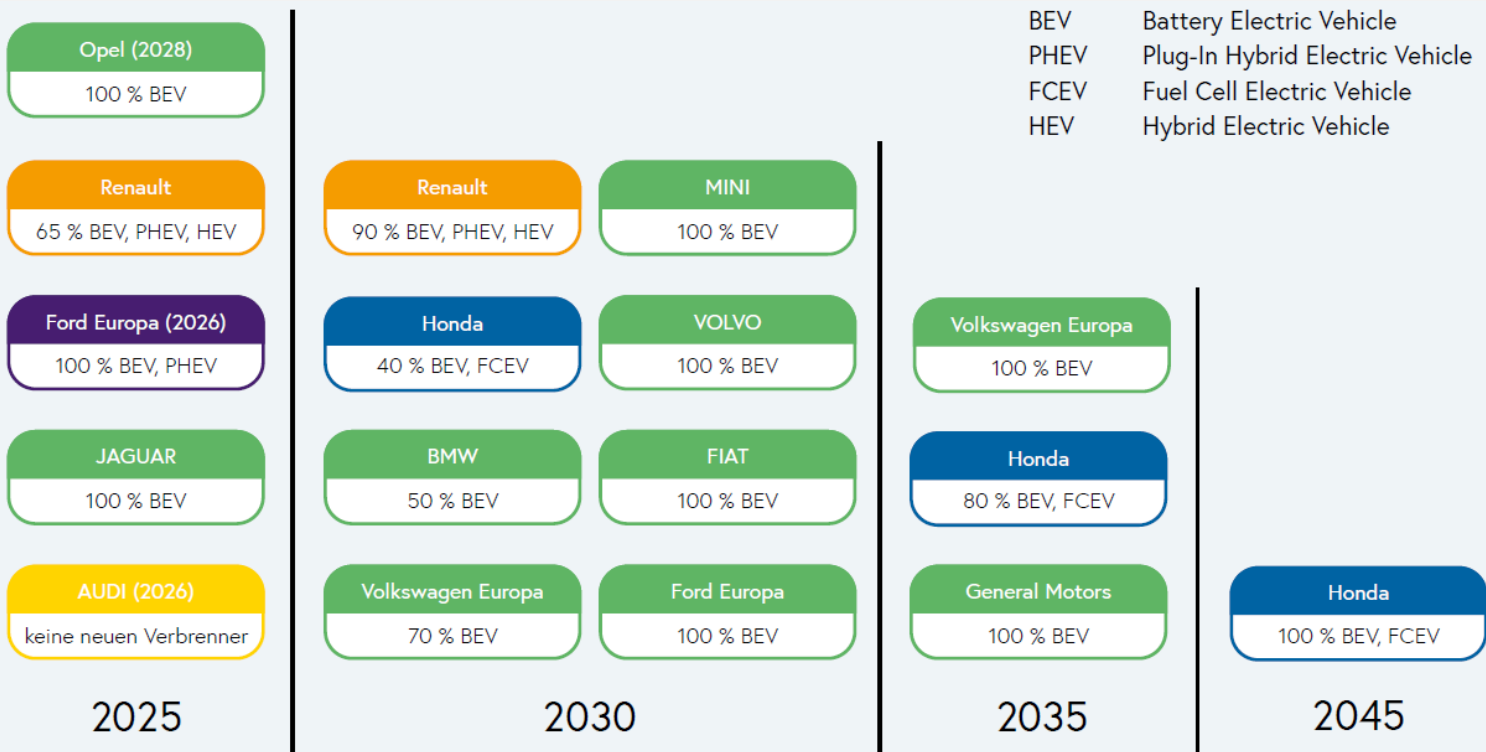 BEV Battery Electric Vehicle
PHEV Plug-In Hybrid Electric Vehicle
FCEV Fuel Cell Electric Vehicle
HEV Hybrid Electric Vehicle
Opel (2028)
100 % BEV
Renault
65 % BEV, PHEV, HEV
Ford Europa (2026)
100 % BEV, PHEV
JAGUAR
100 % BEV
AUDI (2026)
keine neuen Verbrenner
2025
Renault
90 % BEV, PHEV, HEV
Honda
40 % BEV, FCEV
BMW
50 % BEV
Volkswagen Europa
70 % BEV
MINI
100 % BEV
VOLVO
100 % BEV
FIAT
100 % BEV
Ford Europa
100 % BEV
2030
Volkswagen Europa
100 % BEV
Honda
80 % BEV, FCEV
General Motors
100 % BEV
2035
Honda
100 % BEV, FCEV
2045